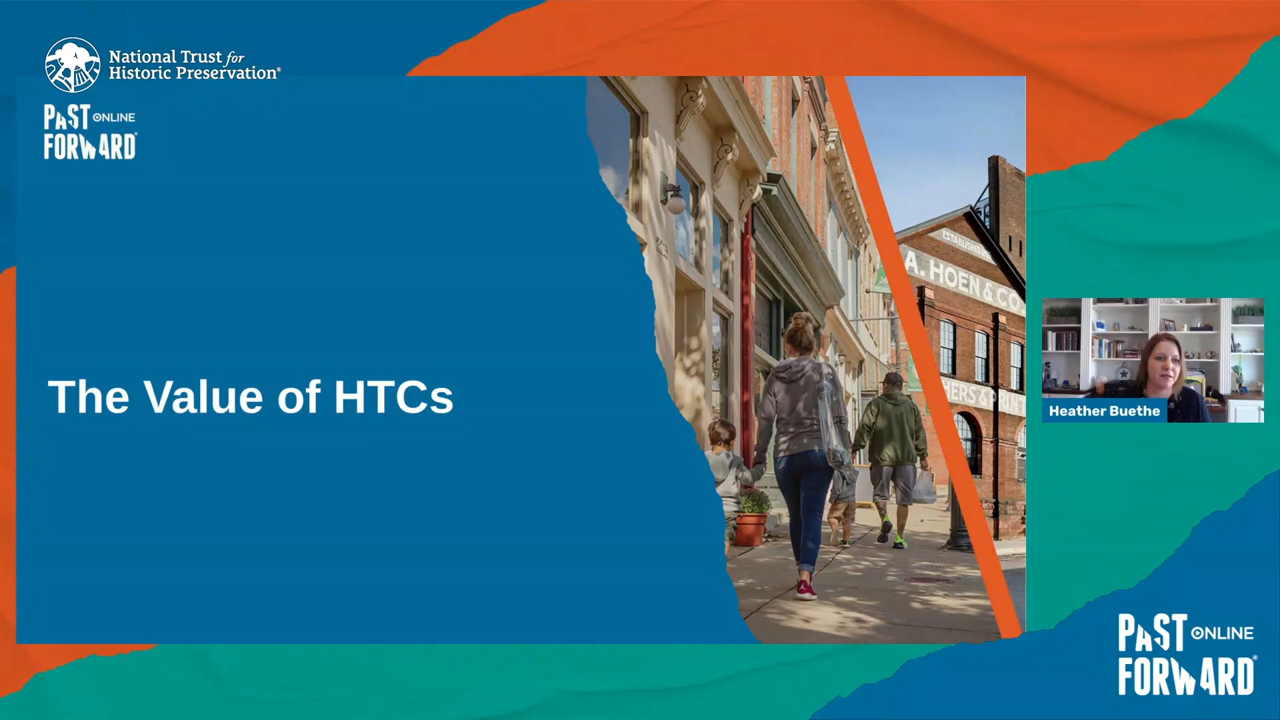 National Trust for
Historic Preservation®
PAST ONLINE
FORWARD
The Value of HTCs
A. HOEN & CO
Heather Buethe
PAST ONLINE
FORWARD